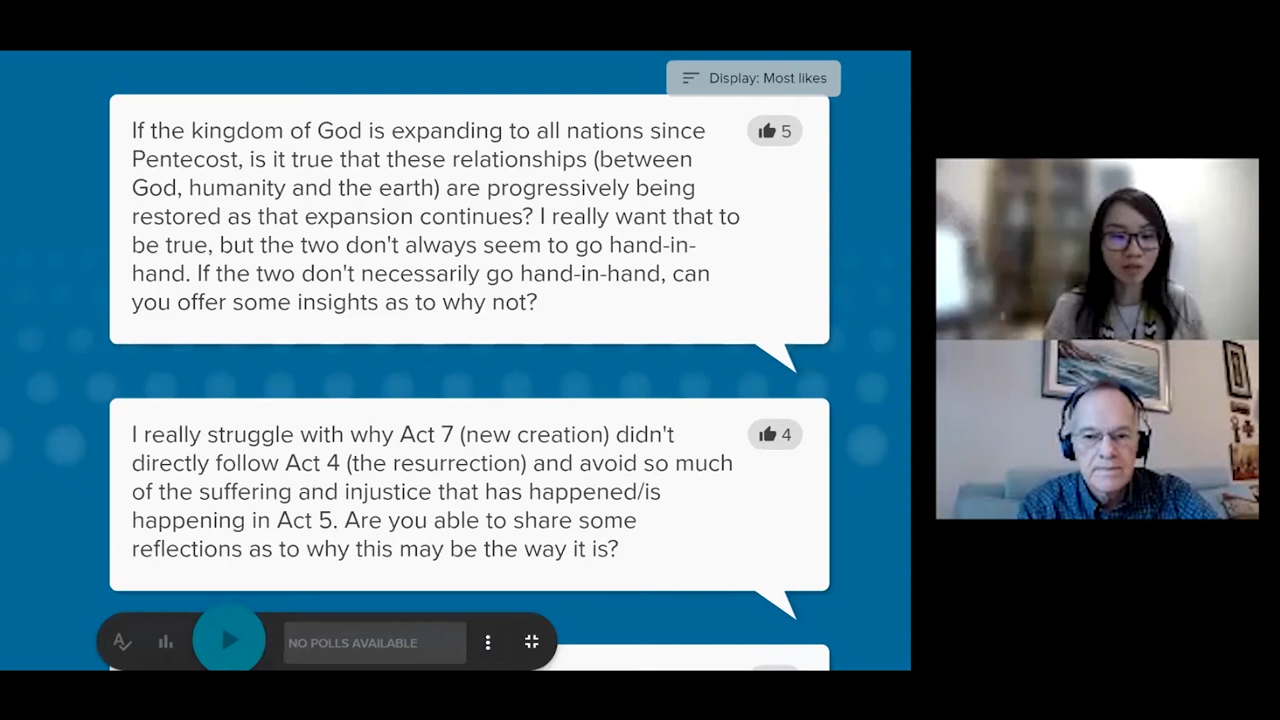 Display: Most likes
If the kingdom of God is expanding to all nations since
5
Pentecost, is it true that these relationships (between
God, humanity and the earth) are progressively being
restored as that expansion continues? I really want that to
be true, but the two don't always seem to go hand-in-
hand. If the two don't necessarily go hand-in-hand, can
you offer some insights as to why not?
I really struggle with why Act 7 (new creation) didn't
4
directly follow Act 4 (the resurrection) and avoid so much
of the suffering and injustice that has happened/is
happening in Act 5. Are you able to share some
reflections as to why this may be the way it is?
NO POLLS AVAILABLE